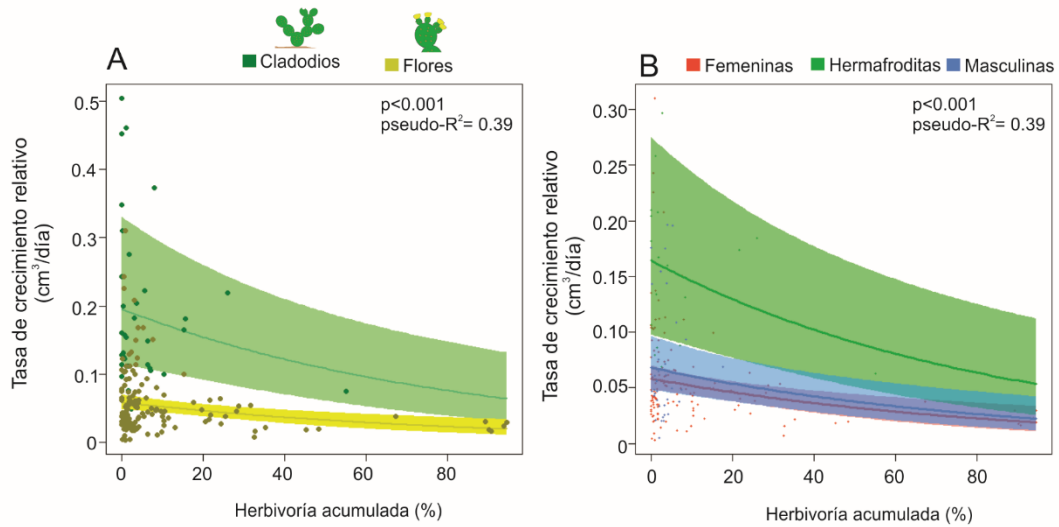 A
Cladodios
Flores
p<0.001
pseudo-R²= 0.39
Tasa de crecimiento relativo
(cm³/día)
0.5
0.4
0.3
0.2
0.1
0
0 20 40 60 80
Herbivoría acumulada (%)
B
Femeninas
Hermafroditas
Masculinas
p<0.001
pseudo-R²= 0.39
Tasa de crecimiento relativo
(cm³/día)
0.30
0.25
0.20
0.15
0.10
0.05
0
0 20 40 60 80
Herbivoría acumulada (%)